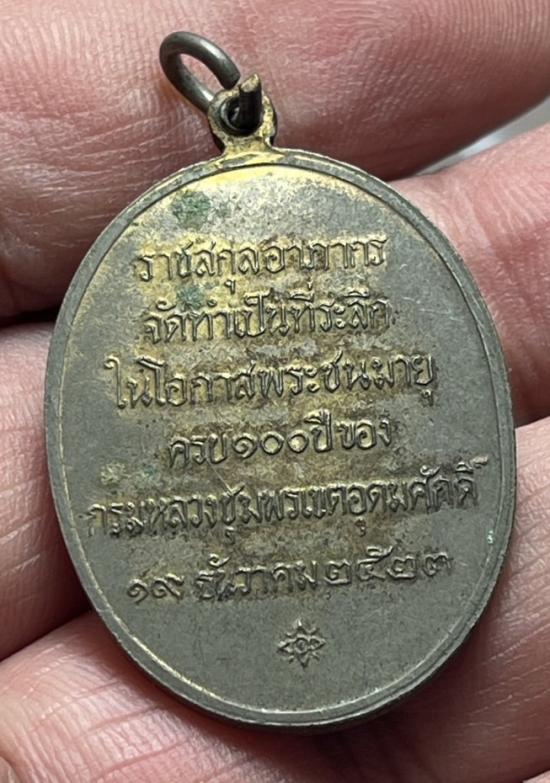 ราชสกุลอาภากร
จัดทำเป็นที่ระลึก
ในโอกาสพระชนมายุ
ครบ๑๐๐ปีของ
กรมหลวงชุมพรเขตอุดมศักดิ์
๑๙ ธันวาคม๒๕๒๓